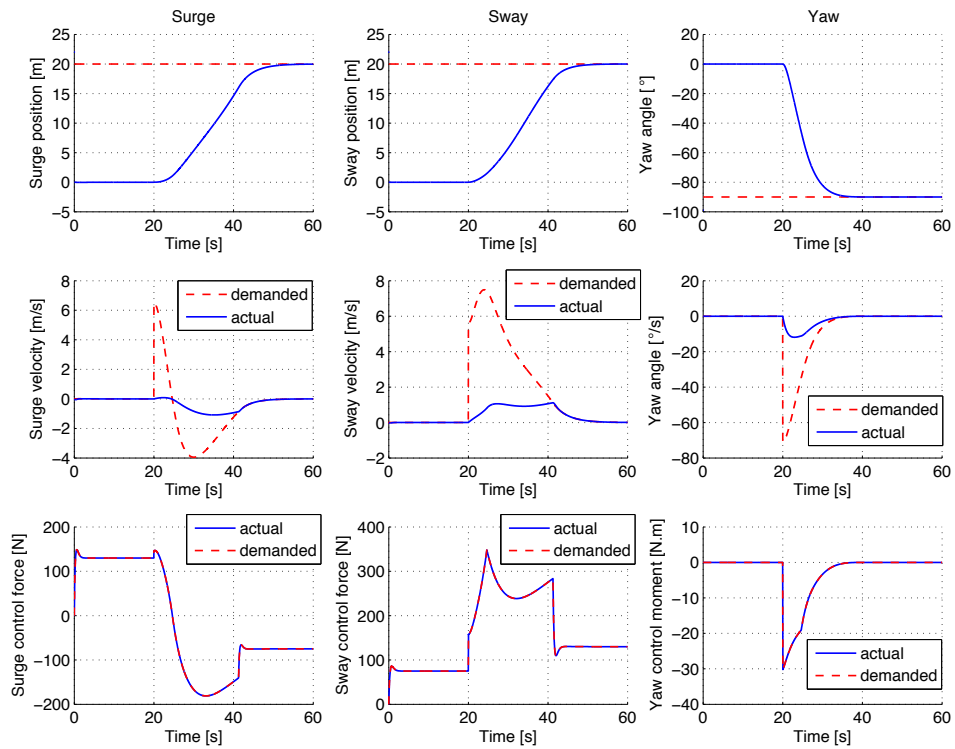 Surge
Sway
Yaw
25
20
15
10
5
0
−5
0 20 40 60
Surge position [m]
Time [s]
25
20
15
10
5
0
−5
0 20 40 60
Sway position [m]
Time [s]
20
0
−20
−40
−60
−80
−100
0 20 40 60
Yaw angle [°]
Time [s]
8
6
4
2
0
−2
−4
0 20 40 60
Surge velocity [m/s]
Time [s]
demanded
actual
8
6
4
2
0
2
0 20 40 60
Sway velocity [m/s]
Time [s]
demanded
actual
20
0
−20
−40
−60
−80
0 20 40 60
Yaw angle [°/s]
Time [s]
demanded
actual
200
100
0
−100
−200
0 20 40 60
Surge control force [N]
Time [s]
actual
demanded
400
300
200
100
0
0 20 40 60
Sway control force [N]
Time [s]
actual
demanded
10
0
−10
−20
−30
−40
0 20 40 60
Yaw control moment [N.m]
Time [s]
actual
demanded